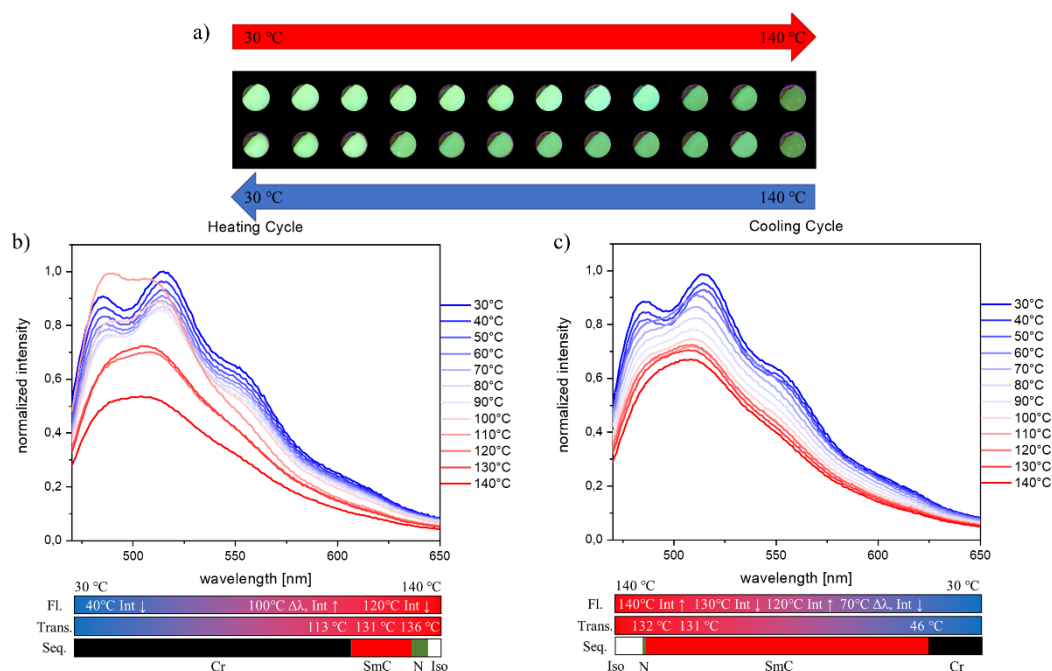 a)
30 °C 140 °C
30 °C 140 °C
b)
Heating Cycle
1,0
0,8
0,6
0,4
0,2
0,0
normalized intensity
500 550 600 650
wavelength [nm]
30°C
40°C
50°C
60°C
70°C
80°C
90°C
100°C
110°C
120°C
130°C
140°C
30 °C 140 °C
Fl. 40°C Int ↓ 100°C Δλ, Int ↑ 120°C Int ↓
Trans. 113 °C 131 °C 136 °C
Seq.
Cr SmC N Iso
c)
Cooling Cycle
1,0
0,8
0,6
0,4
0,2
0,0
normalized intensity
500 550 600 650
wavelength [nm]
30°C
40°C
50°C
60°C
70°C
80°C
90°C
100°C
110°C
120°C
130°C
140°C
140 °C 30 °C
Fl. 140°C Int ↑ 130°C Int ↓ 120°C Int ↑ 70°C Δλ, Int ↓
Trans. 132 °C 131 °C 46 °C
Seq.
Iso N SmC Cr